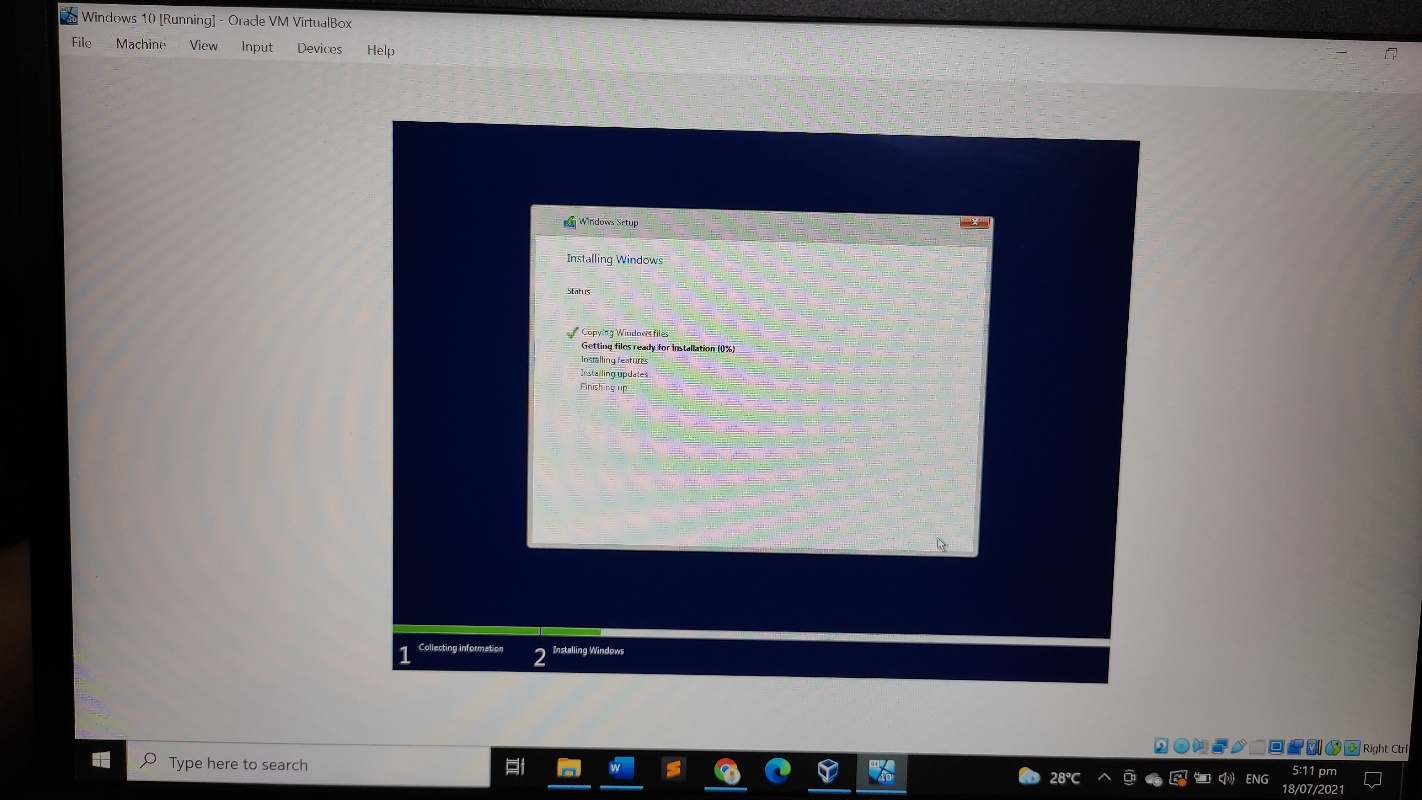 Windows 10 [Running] - Oracle VM VirtualBox
File Machine View Input Devices Help
Windows Setup
Installing Windows
Status
Copying Windows files
Getting files ready for installation (0%)
Installing features
Installing updates
Finishing up
1 Collecting information 2 Installing Windows
Right Ctrl
Type here to search
28°C
ENG
5:11 pm
18/07/2021